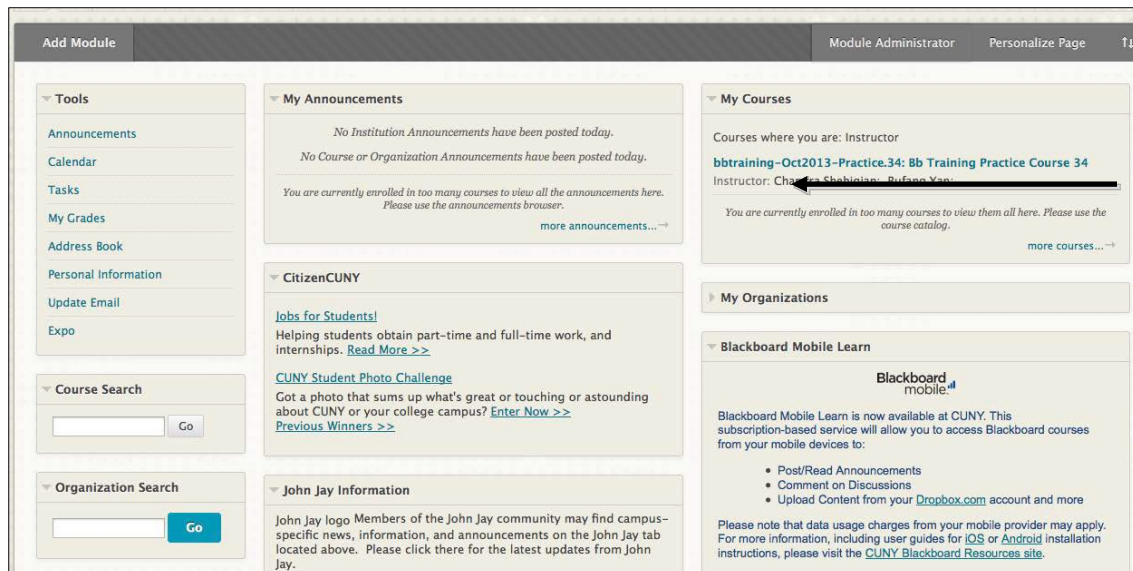 Add Module
Module Administrator
Personalize Page
Tools
Announcements
Calendar
Tasks
My Grades
Address Book
Personal Information
Update Email
Expo
Course Search
Go
Organization Search
Go
My Announcements
No Institution Announcements have been posted today.
No Course or Organization Announcements have been posted today.
You are currently enrolled in too many courses to view all the announcements here.
Please use the announcements browser.
more announcements...→
CitizenCUNY
Jobs for Students!
Helping students obtain part-time and full-time work, and
internships. Read More >>
CUNY Student Photo Challenge
Got a photo that sums up what's great or touching or astounding
about CUNY or your college campus? Enter Now >>
Previous Winners >>
John Jay Information
John Jay logo Members of the John Jay community may find campus-
specific news, information, and announcements on the John Jay tab
located above. Please click there for the latest updates from John
Jay.
My Courses
Courses where you are: Instructor
bbtraining-Oct2013-Practice.34: Bb Training Practice Course 34
Instructor:
You are currently enrolled in too many courses to view them all here. Please use the
course catalog.
more courses...→
My Organizations
Blackboard Mobile Learn
Blackboard
mobile
Blackboard Mobile Learn is now available at CUNY. This
subscription-based service will allow you to access Blackboard courses
from your mobile devices to:
• Post/Read Announcements
• Comment on Discussions
• Upload Content from your Dropbox.com account and more
Please note that data usage charges from your mobile provider may apply.
For more information, including user guides for iOS or Android installation
instructions, please visit the CUNY Blackboard Resources site.